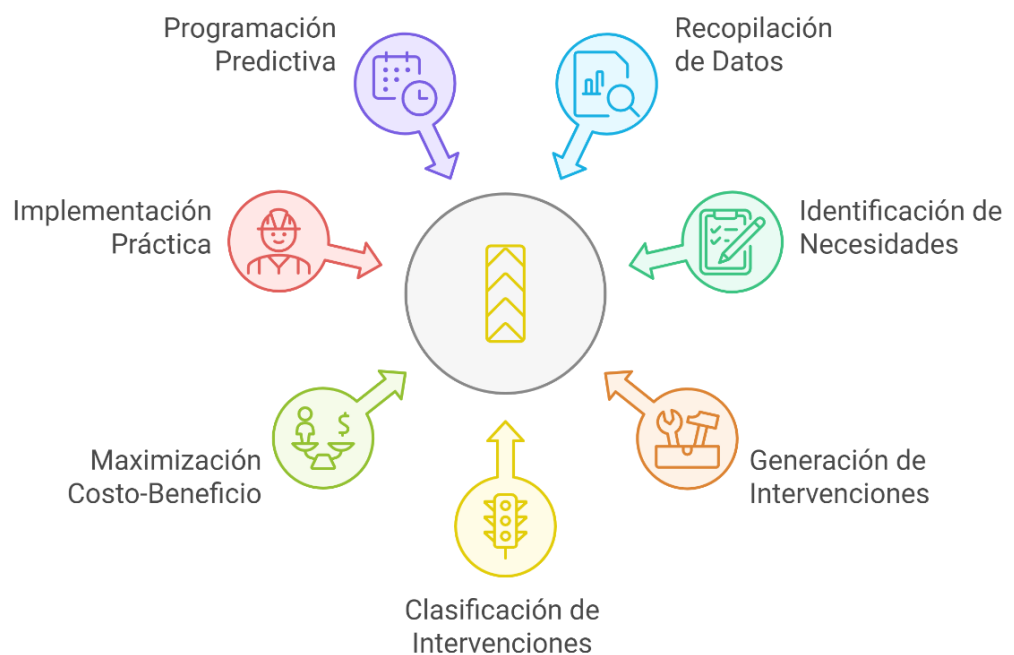 Programación
Predictiva
Recopilación
de Datos
Implementación
Práctica
Identificación de
Necesidades
Maximización
Costo-Beneficio
Generación de
Intervenciones
Clasificación de
Intervenciones